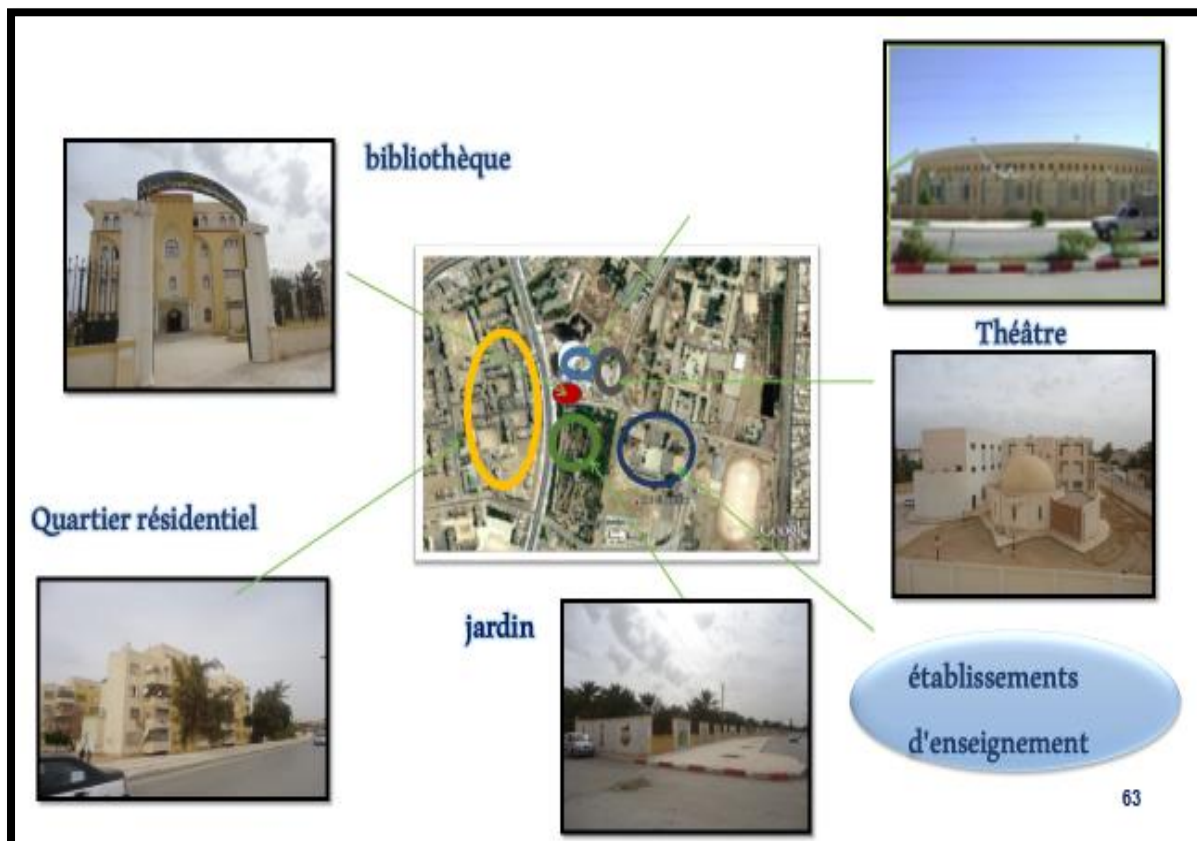 bibliothèque
Théâtre
Quartier résidentiel
jardin
établissements
d'enseignement
63